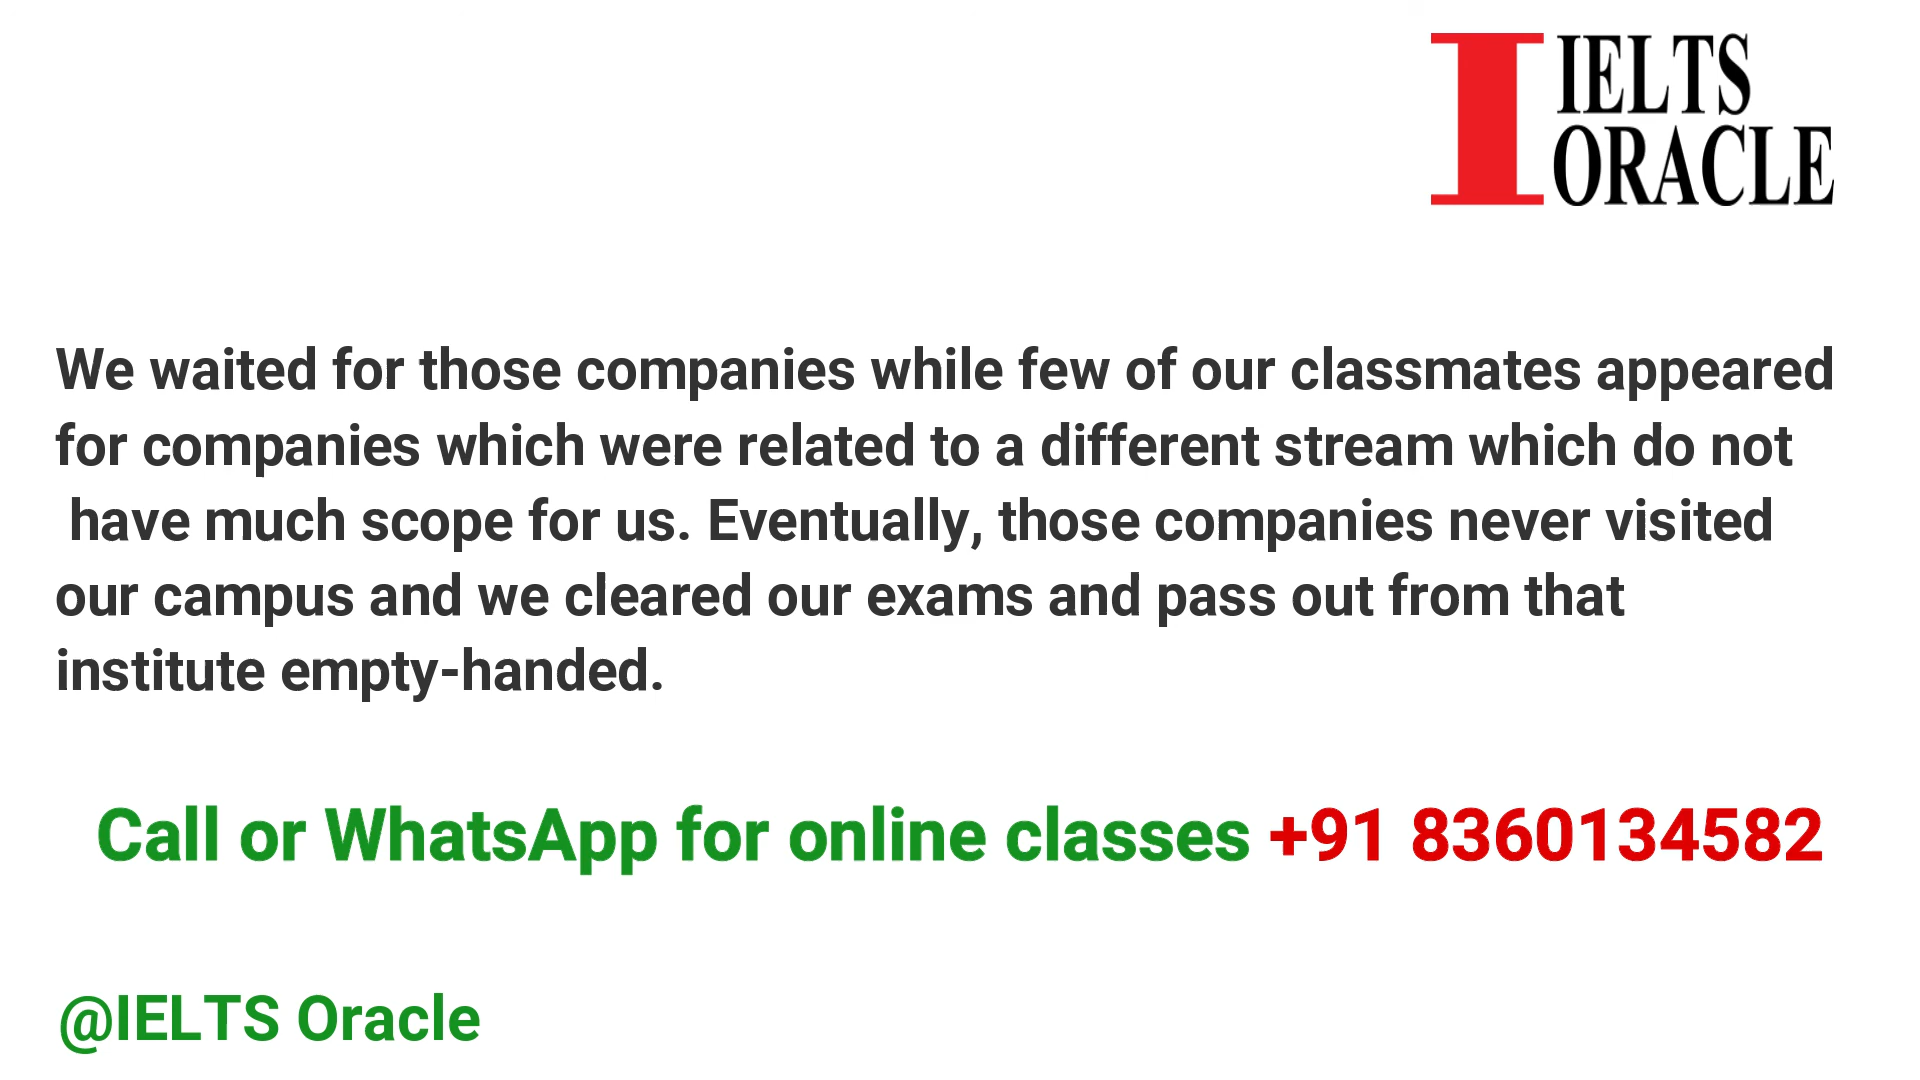 IELTS
ORACLE
We waited for those companies while few of our classmates appeared
for companies which were related to a different stream which do not
have much scope for us. Eventually, those companies never visited
our campus and we cleared our exams and pass out from that
institute empty-handed.
Call or WhatsApp for online classes +91 8360134582
@IELTS Oracle